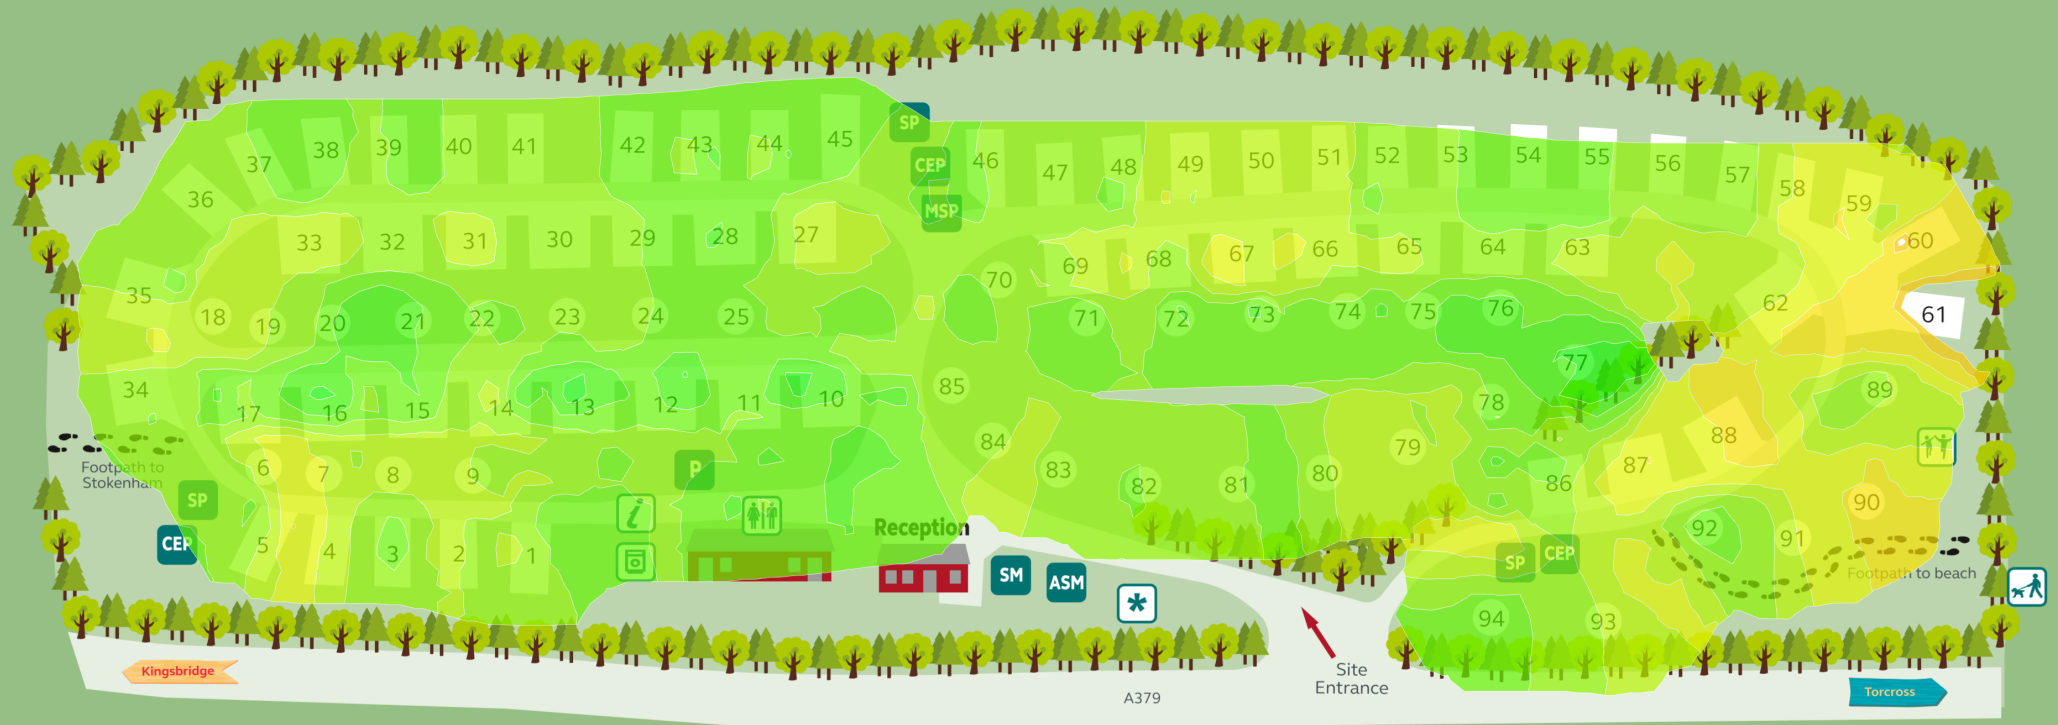 SP
CEP
MSP
37 38 39 40 41 42 43 44 45
46 47 48 49 50 51 52 53 54 55 56 57 58 59
36
33 32 31 30 29 28 27
60
70 69 68 67 66 65 64 63
35
18 19 20 21 22 23 24 25
71 72 73 74 75 76 62 61
77
34 17 16 15 14 13 12 11 10
85 78 89
84 79 88
Footpath to
Stokenham
6 7 8 9
P
83 82 81 80 86 87 90
SP
CEP
5 4 3 2 1
i
Reception
SM
ASM
*
SP
CEP
92 91
Footpath to beach
94 93
Site
Entrance
Kingsbridge
A379
Torcross